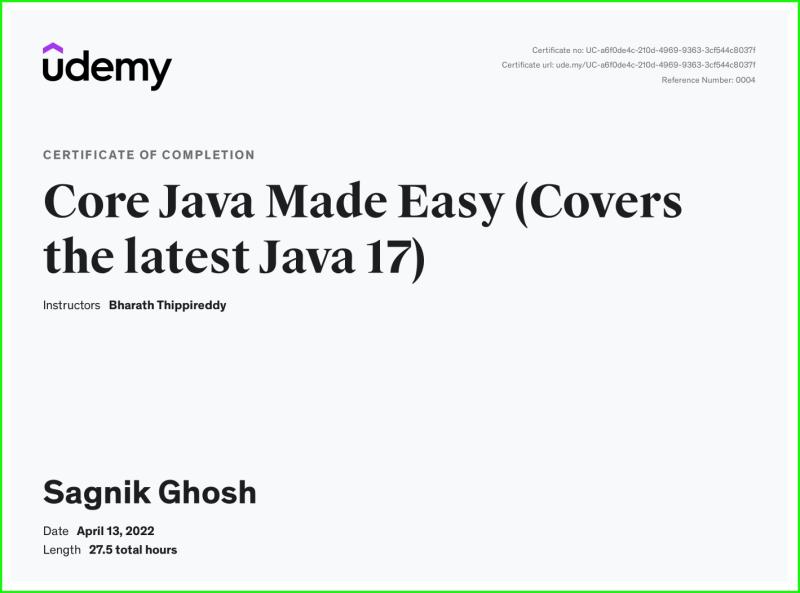 udemy
Certificate no: UC-a6f0de4c-210d-4969-9363-3cf544c8037f
Certificate url: ude.my/UC-a6f0de4c-210d-4969-9363-3cf544c8037f
Reference Number: 0004
CERTIFICATE OF COMPLETION
Core Java Made Easy (Covers
the latest Java 17)
Instructors Bharath Thippireddy
Sagnik Ghosh
Date April 13, 2022
Length 27.5 total hours